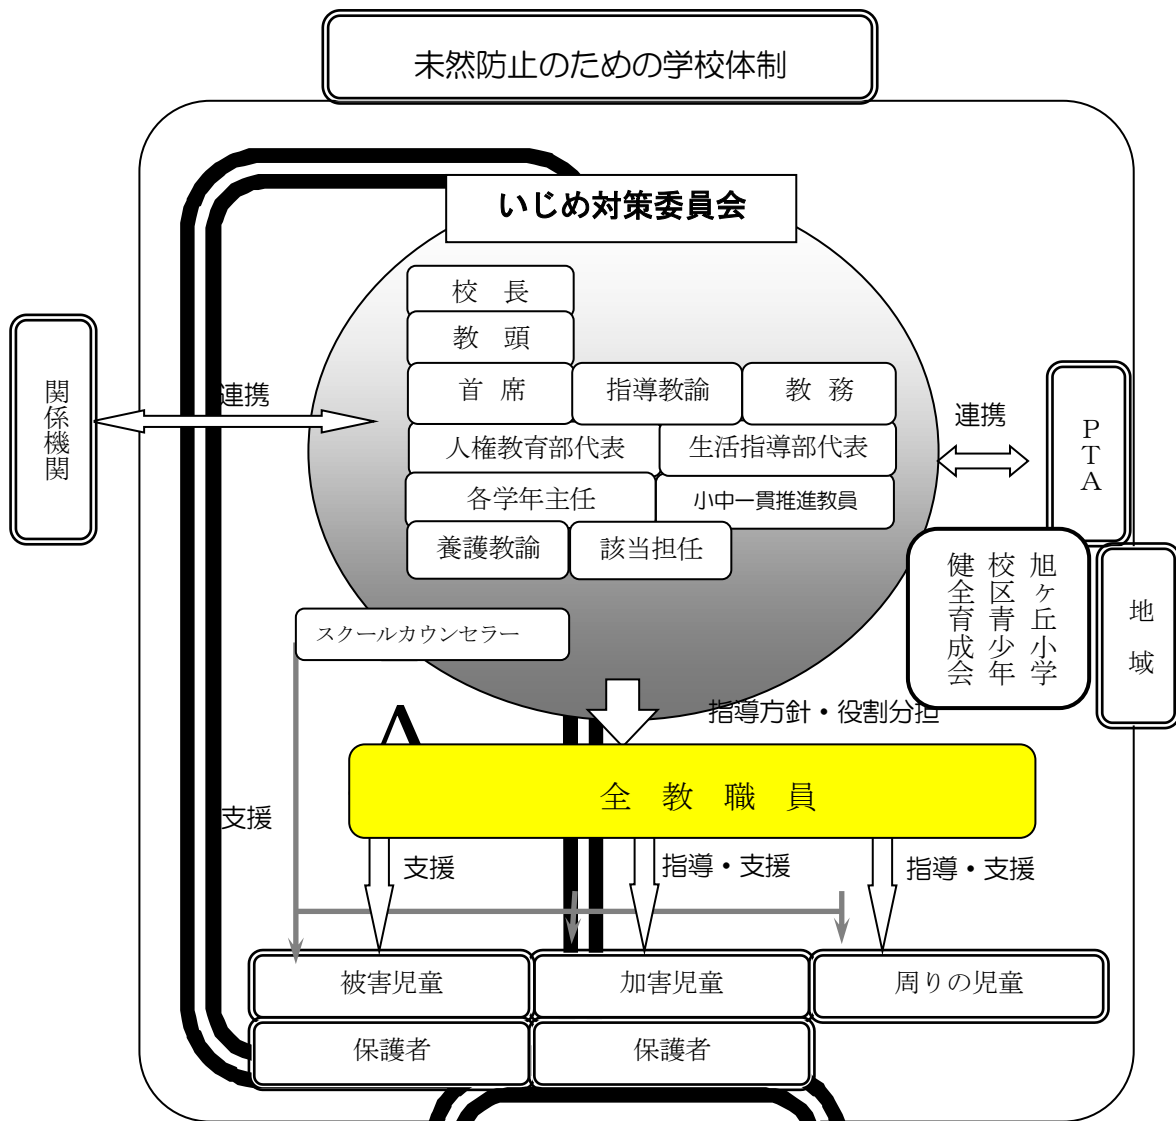 未然防止のための学校体制
いじめ対策委員会
校　長
教　頭
首　席
指導教諭
教　務
人権教育部代表
生活指導部代表
各学年主任
小中一貫推進教員
養護教諭
該当担任
スクールカウンセラー
関係機関
連携
連携
PTA
旭ヶ丘小学
校区青少年
健全育成会
地　域
指導方針・役割分担
全　教　職　員
支援
支援
指導・支援
指導・支援
被害児童
加害児童
周りの児童
保護者
保護者